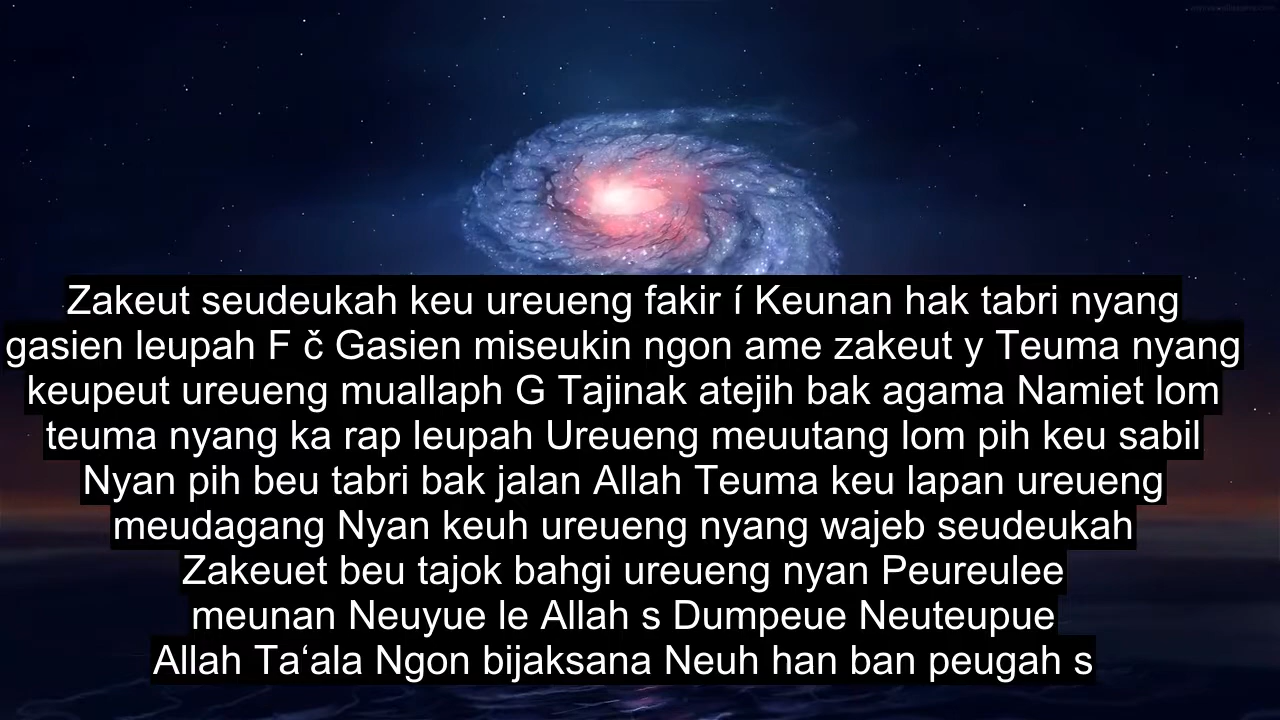 Zakeut seudeukah keu ureueng fakir í Keunan hak tabri nyang
gasien leupah F č Gasien miseukin ngon ame zakeut y Teuma nyang
keupeut ureueng muallaph G Tajinak atejih bak agama Namiet lom
teuma nyang ka rap leupah Ureueng meuutang lom pih keu sabil
Nyan pih beu tabri bak jalan Allah Teuma keu lapan ureueng
meudagang Nyan keuh ureueng nyang wajeb seudeukah
Zakeuet beu tajok bahgi ureueng nyan Peureulee
meunan Neuyue le Allah s Dumpeue Neuteupue
Allah Ta‘ala Ngon bijaksana Neuh han ban peugah s